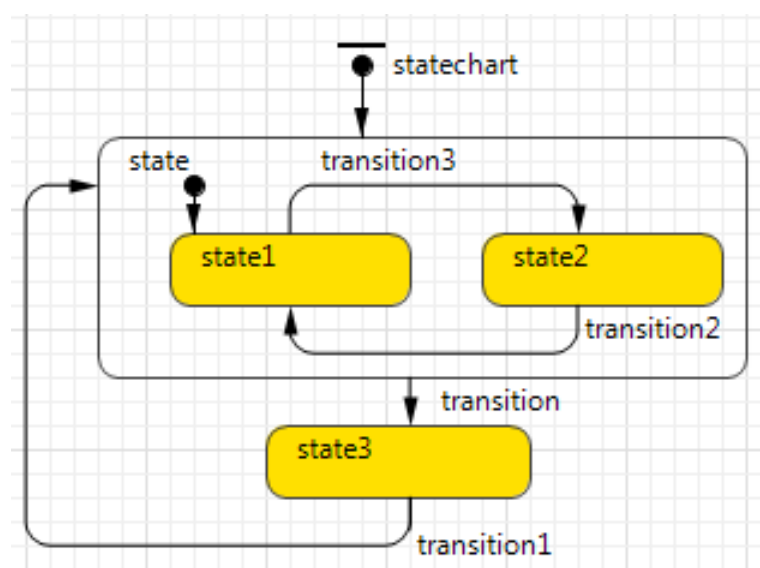 statechart
state
transition3
state1
state2
transition2
transition
state3
transition1